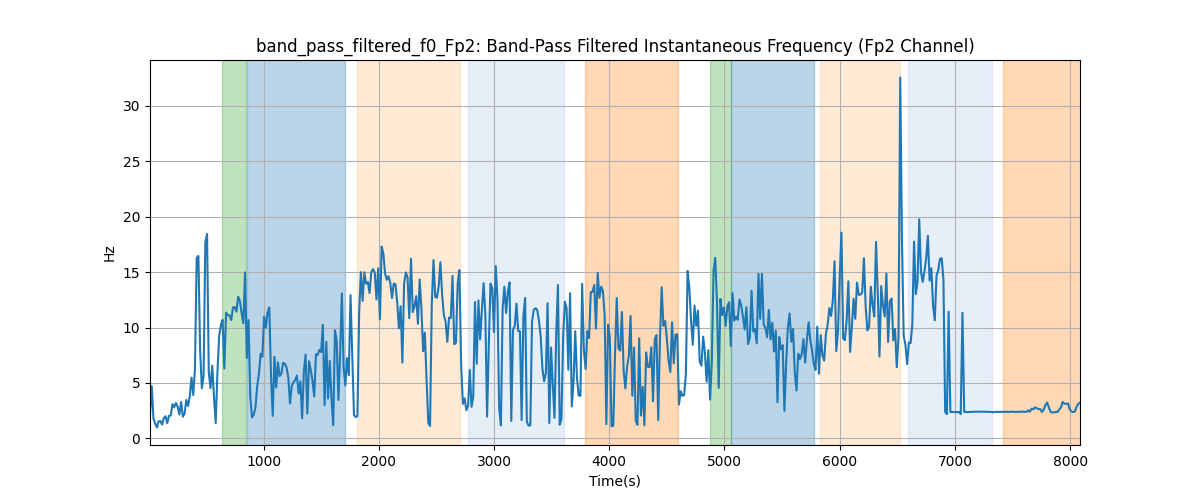 band_pass_filtered_f0_Fp2: Band-Pass Filtered Instantaneous Frequency (Fp2 Channel)
30
25
20
15
10
5
0
Hz
1000 2000 3000 4000 5000 6000 7000 8000
Time(s)